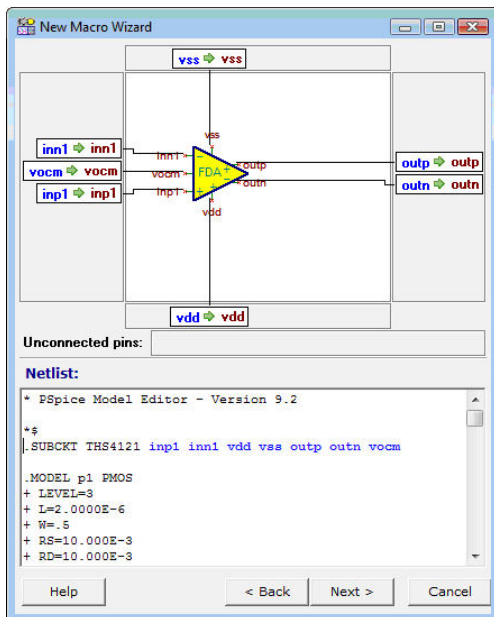 New Macro Wizard
vss vss
vss
inn1 inn1
inn1
outp
outp outp
vocm vocm
vocm
FDA
outn
outn outn
inp1 inp1
inp1
vdd
vdd vdd
Unconnected pins:
Netlist:
* PSpice Model Editor - Version 9.2
*$
.SUBCKT THS4121 inp1 inn1 vdd vss outp outn vocm
.MODEL p1 PMOS
+ LEVEL=3
+ L=2.0000E-6
+ W=.5
+ RS=10.000E-3
+ RD=10.000E-3
Help
< Back
Next >
Cancel